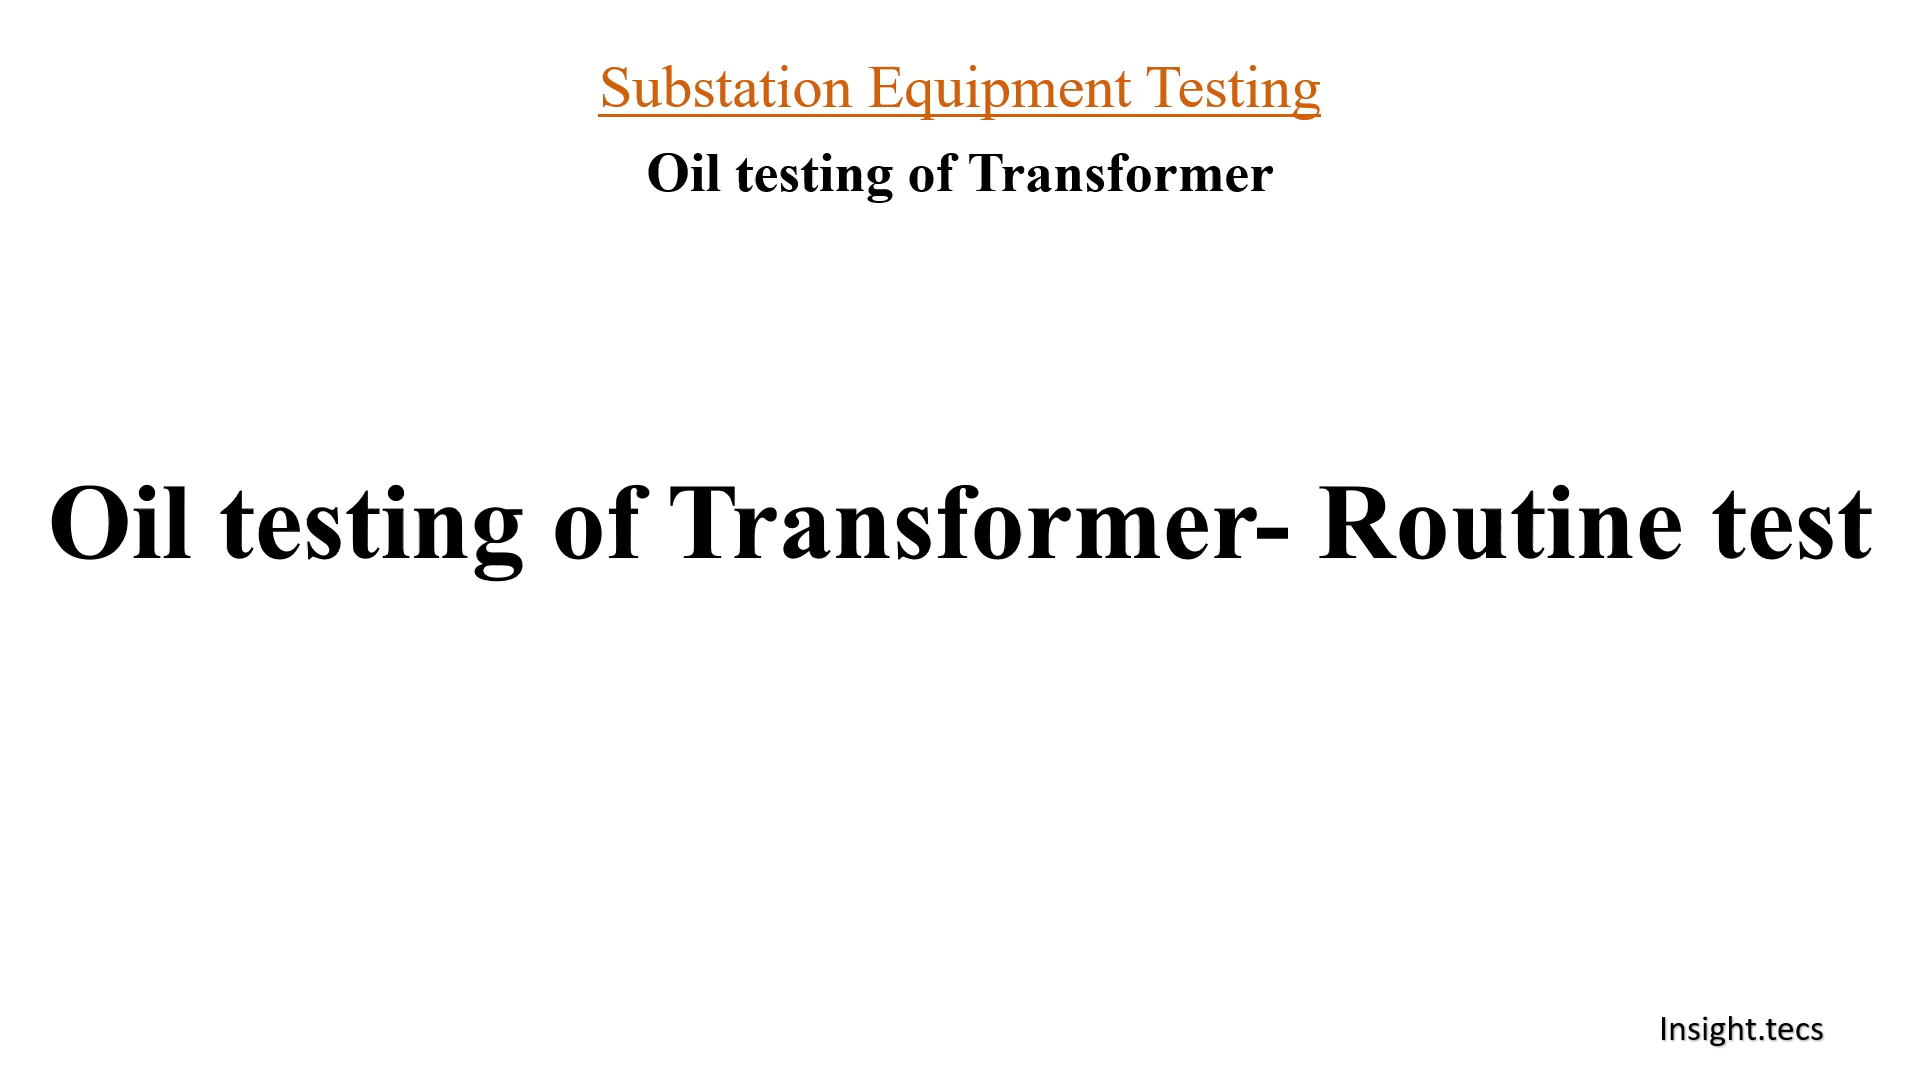 Substation Equipment Testing
Oil testing of Transformer
Oil testing of Transformer- Routine test
Insight.tecs